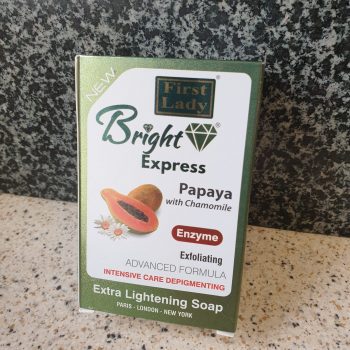 NEW
First
Lady®
Bright®
Express
Papaya
with Chamomile
Enzyme
Exfoliating
ADVANCED FORMULA
INTENSIVE CARE DEPIGMENTING
Extra Lightening Soap
PARIS - LONDON - NEW YORK